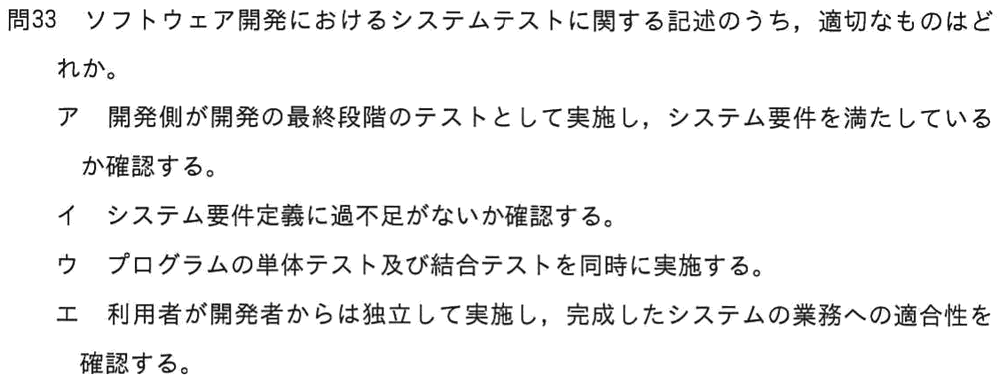 問33 ソフトウェア開発におけるシステムテストに関する記述のうち，適切なものはど
れか。
ア 開発側が開発の最終段階のテストとして実施し，システム要件を満たしている
か確認する。
イ システム要件定義に過不足がないか確認する。
ウ プログラムの単体テスト及び結合テストを同時に実施する。
エ 利用者が開発者からは独立して実施し，完成したシステムの業務への適合性を
確認する。